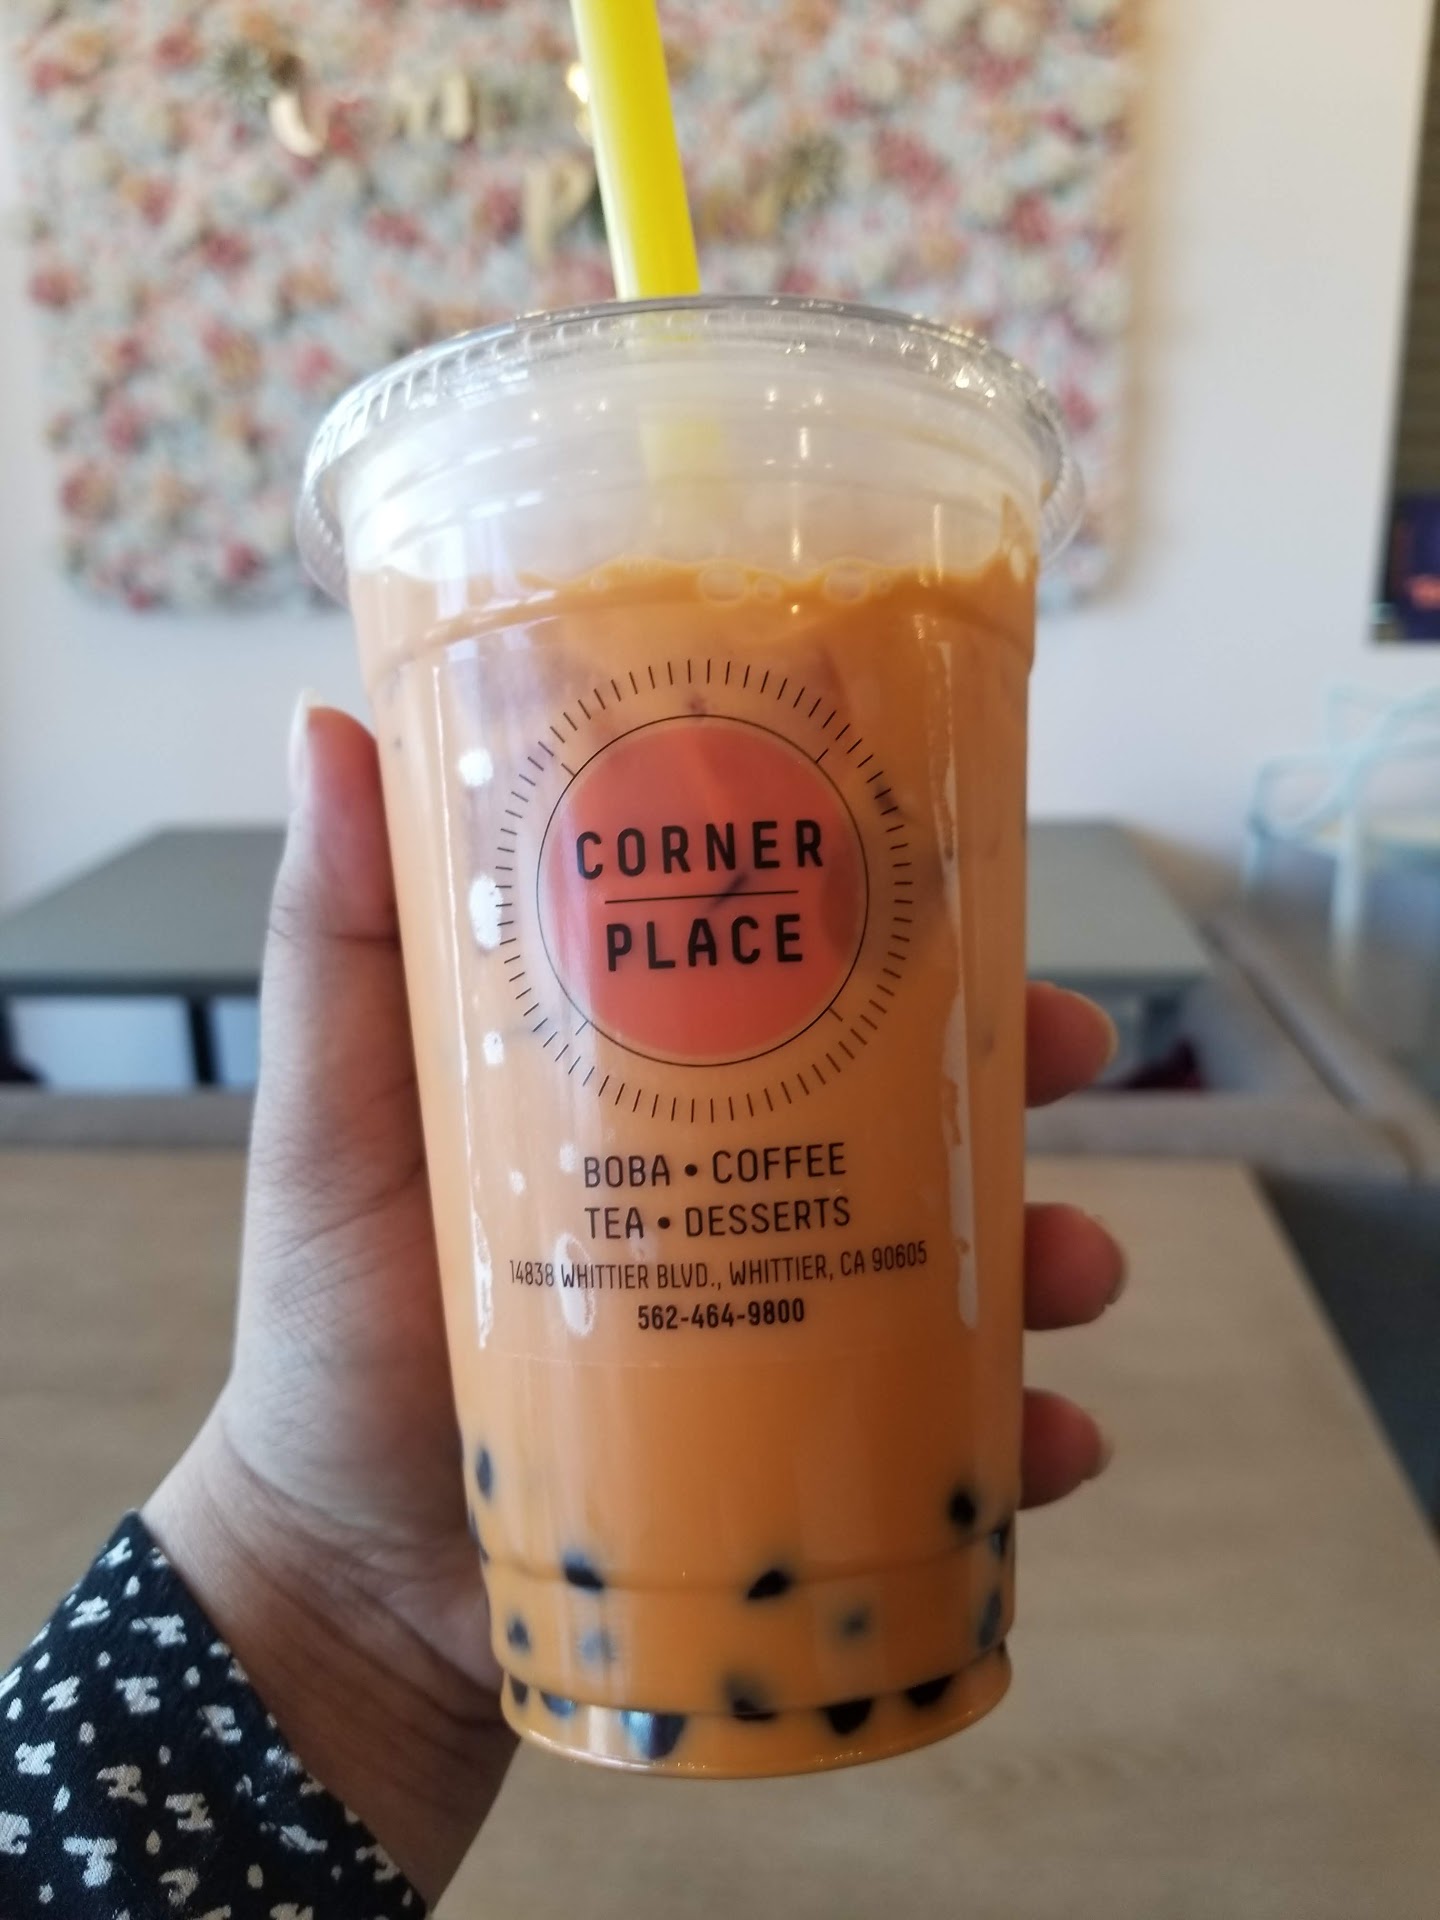 CORNER
PLACE
BOBA • COFFEE
TEA • DESSERTS
14838 WHITTIER BLVD., WHITTIER, CA 90605
562-464-9800